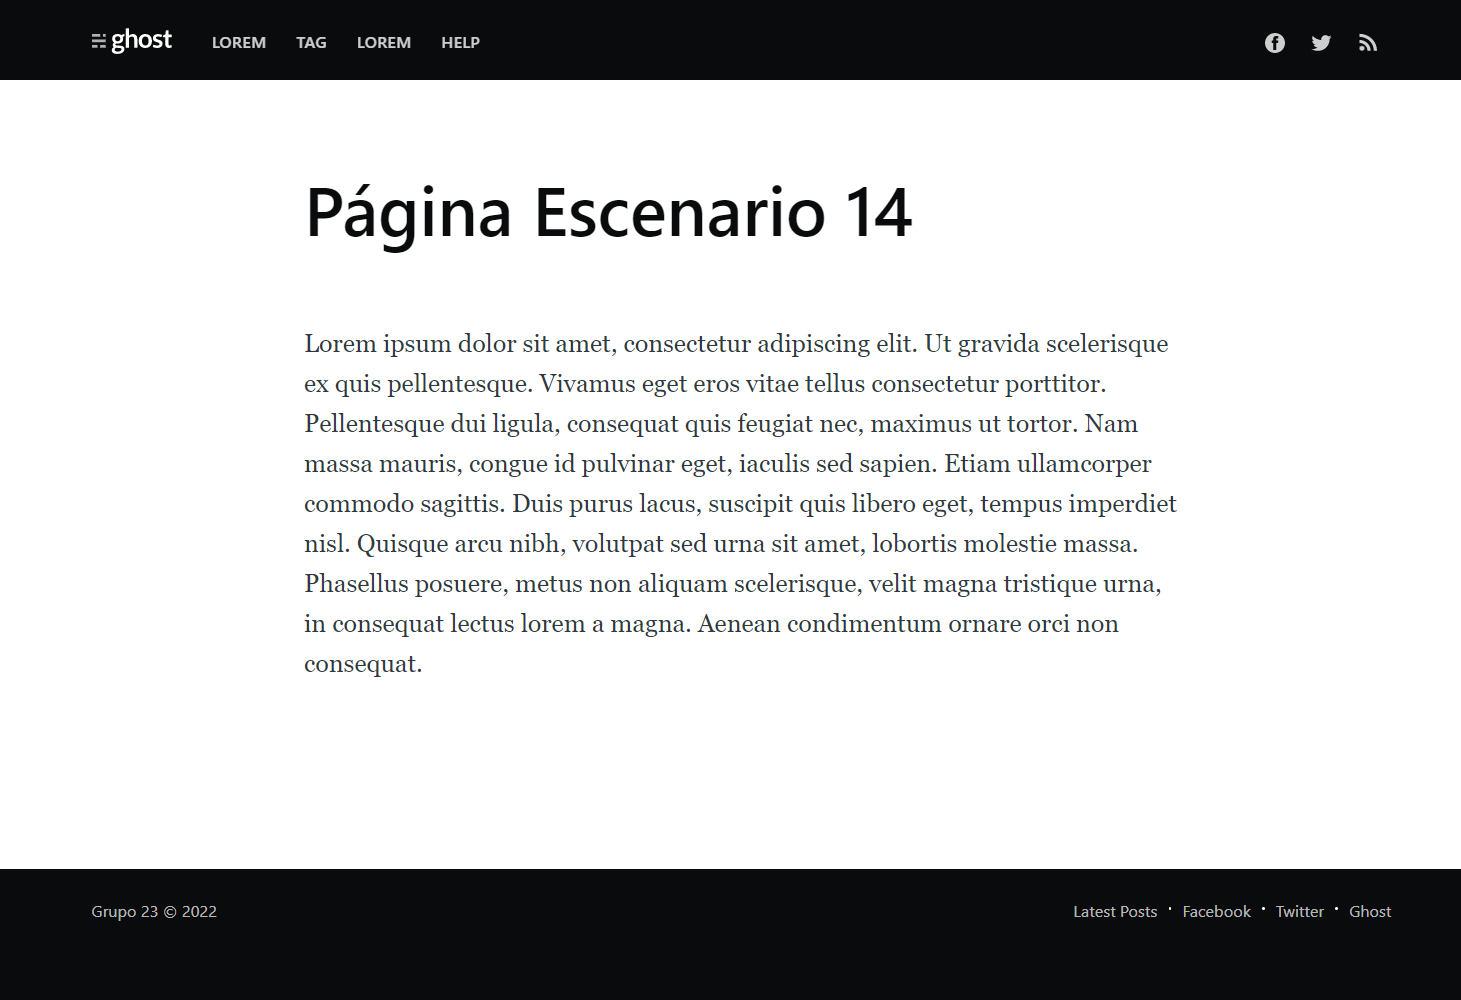 ghost LOREM TAG LOREM HELP
Página Escenario 14
Lorem ipsum dolor sit amet, consectetur adipiscing elit. Ut gravida scelerisque
ex quis pellentesque. Vivamus eget eros vitae tellus consectetur porttitor.
Pellentesque dui ligula, consequat quis feugiat nec, maximus ut tortor. Nam
massa mauris, congue id pulvinar eget, iaculis sed sapien. Etiam ullamcorper
commodo sagittis. Duis purus lacus, suscipit quis libero eget, tempus imperdiet
nisl. Quisque arcu nibh, volutpat sed urna sit amet, lobortis molestie massa.
Phasellus posuere, metus non aliquam scelerisque, velit magna tristique urna,
in consequat lectus lorem a magna. Aenean condimentum ornare orci non
consequat.
Grupo 23 © 2022 Latest Posts • Facebook • Twitter • Ghost